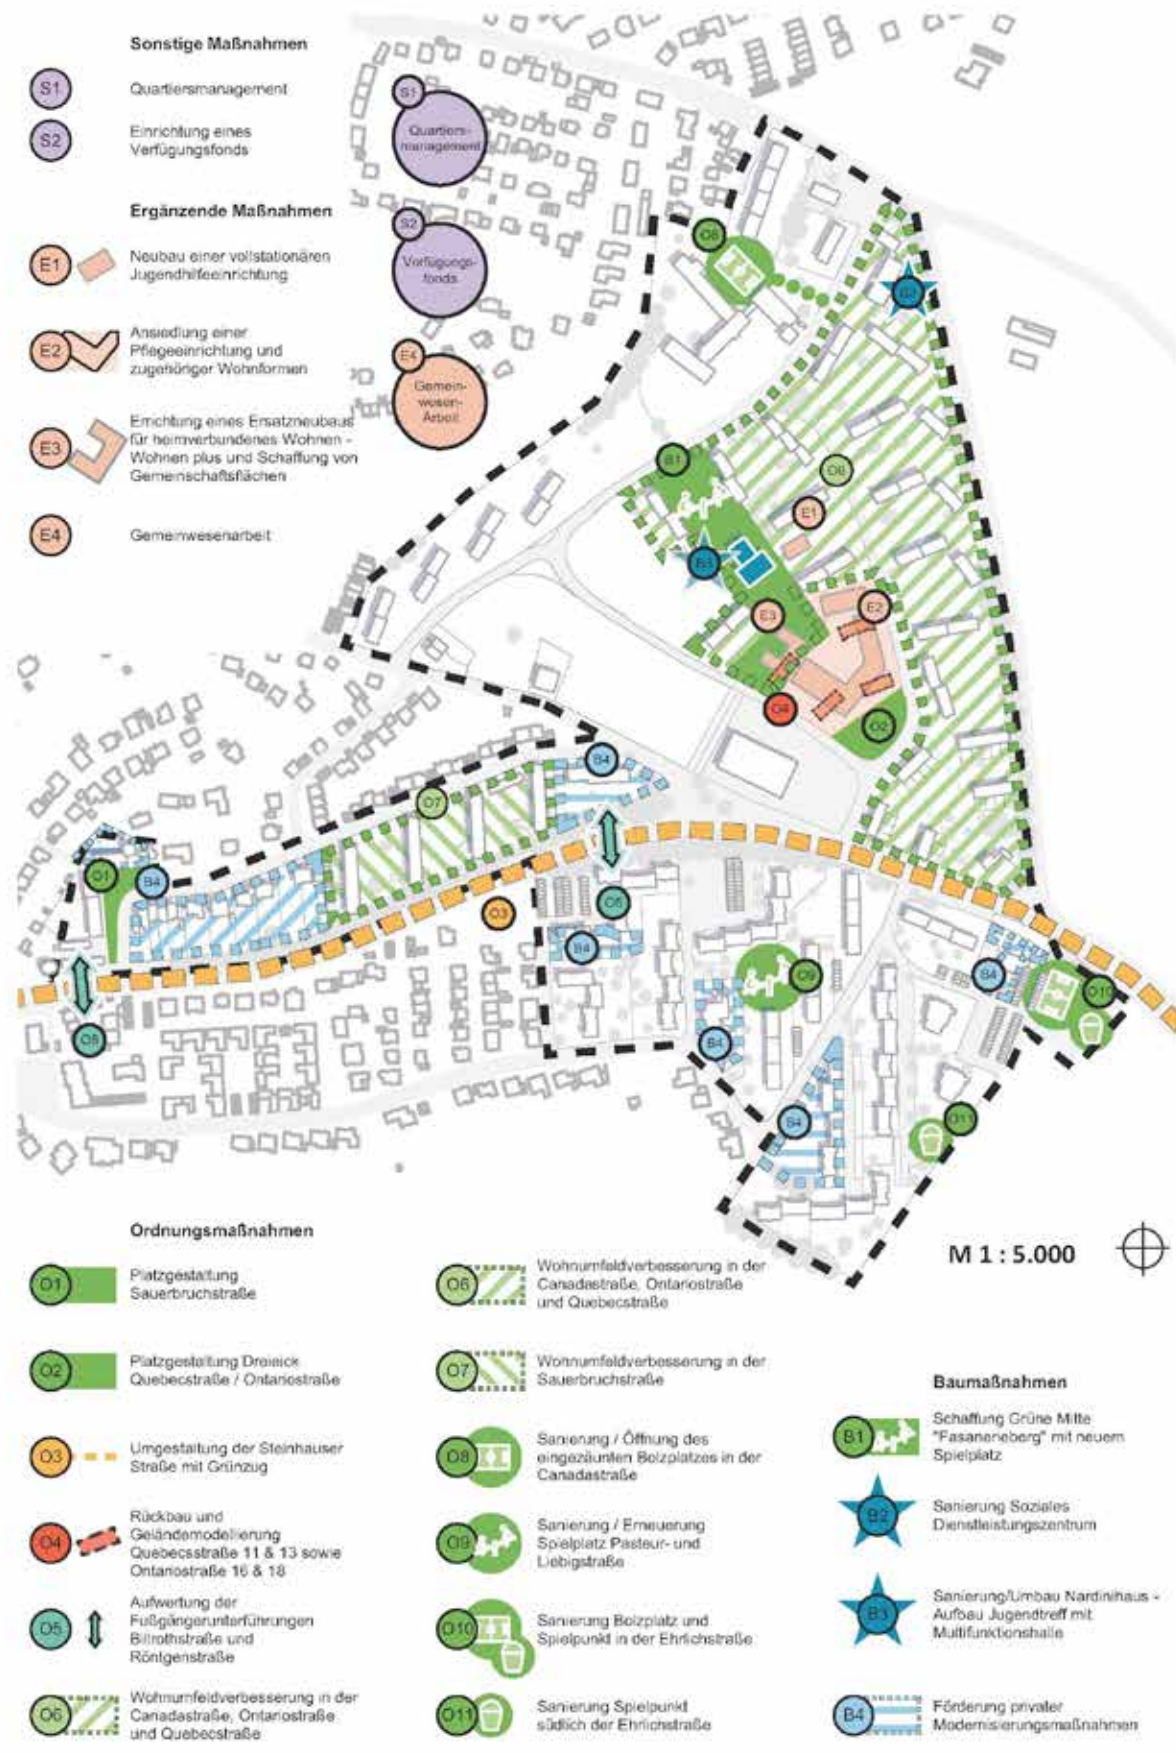 Sonstige Maßnahmen
S1
Quartiersmanagement
S2
Einrichtung eines
Verfügungsfonds
Ergänzende Maßnahmen
E1
Neubau einer vollstationären
Jugendhilfeeinrichtung
E2
Ansiedlung einer
Pflegeeinrichtung und
zugehöriger Wohnformen
E3
Errichtung eines Ersatzneubaus
für heimverbundenes Wohnen -
Wohnen plus und Schaffung von
Gemeinschaftsflächen
E4
Gemeinwesenarbeit
S1
Quartiers-
management
S2
Verfügungs-
fonds
E4
Gemein-
wesen-
Arbeit
O8
B2
B1
O6
E1
B3
E3
E2
O4
O2
B4
O7
O1
B4
O3
O5
B4
O9
B4
O10
O5
B4
B4
O11
M 1 : 5.000
Ordnungsmaßnahmen
O1
Platzgestaltung
Sauerbruchstraße
O2
Platzgestaltung Dreieck
Quebecstraße / Ontariostraße
O3
Umgestaltung der Steinhauser
Straße mit Grünzug
O4
Rückbau und
Geländemodellierung
Quebecsstraße 11 & 13 sowie
Ontariostraße 16 & 18
O5
Aufwertung der
Fußgängerunterführungen
Billrothstraße und
Röntgenstraße
O6
Wohnumfeldverbesserung in der
Canadastraße, Ontariostraße
und Quebecstraße
O6
Wohnumfeldverbesserung in der
Canadastraße, Ontariostraße
und Quebecstraße
O7
Wohnumfeldverbesserung in der
Sauerbruchstraße
O8
Sanierung / Öffnung des
eingezäunten Bolzplatzes in der
Canadastraße
O9
Sanierung / Erneuerung
Spielplatz Pasteur- und
Liebigstraße
O10
Sanierung Bolzplatz und
Spielpunkt in der Ehrlichstraße
O11
Sanierung Spielpunkt
südlich der Ehrlichstraße
Baumaßnahmen
B1
Schaffung Grüne Mitte
"Fasaneneberg" mit neuem
Spielplatz
B2
Sanierung Soziales
Dienstleistungszentrum
B3
Sanierung/Umbau Nardinihaus -
Aufbau Jugendtreff mit
Multifunktionshalle
B4
Förderung privater
Modernisierungsmaßnahmen